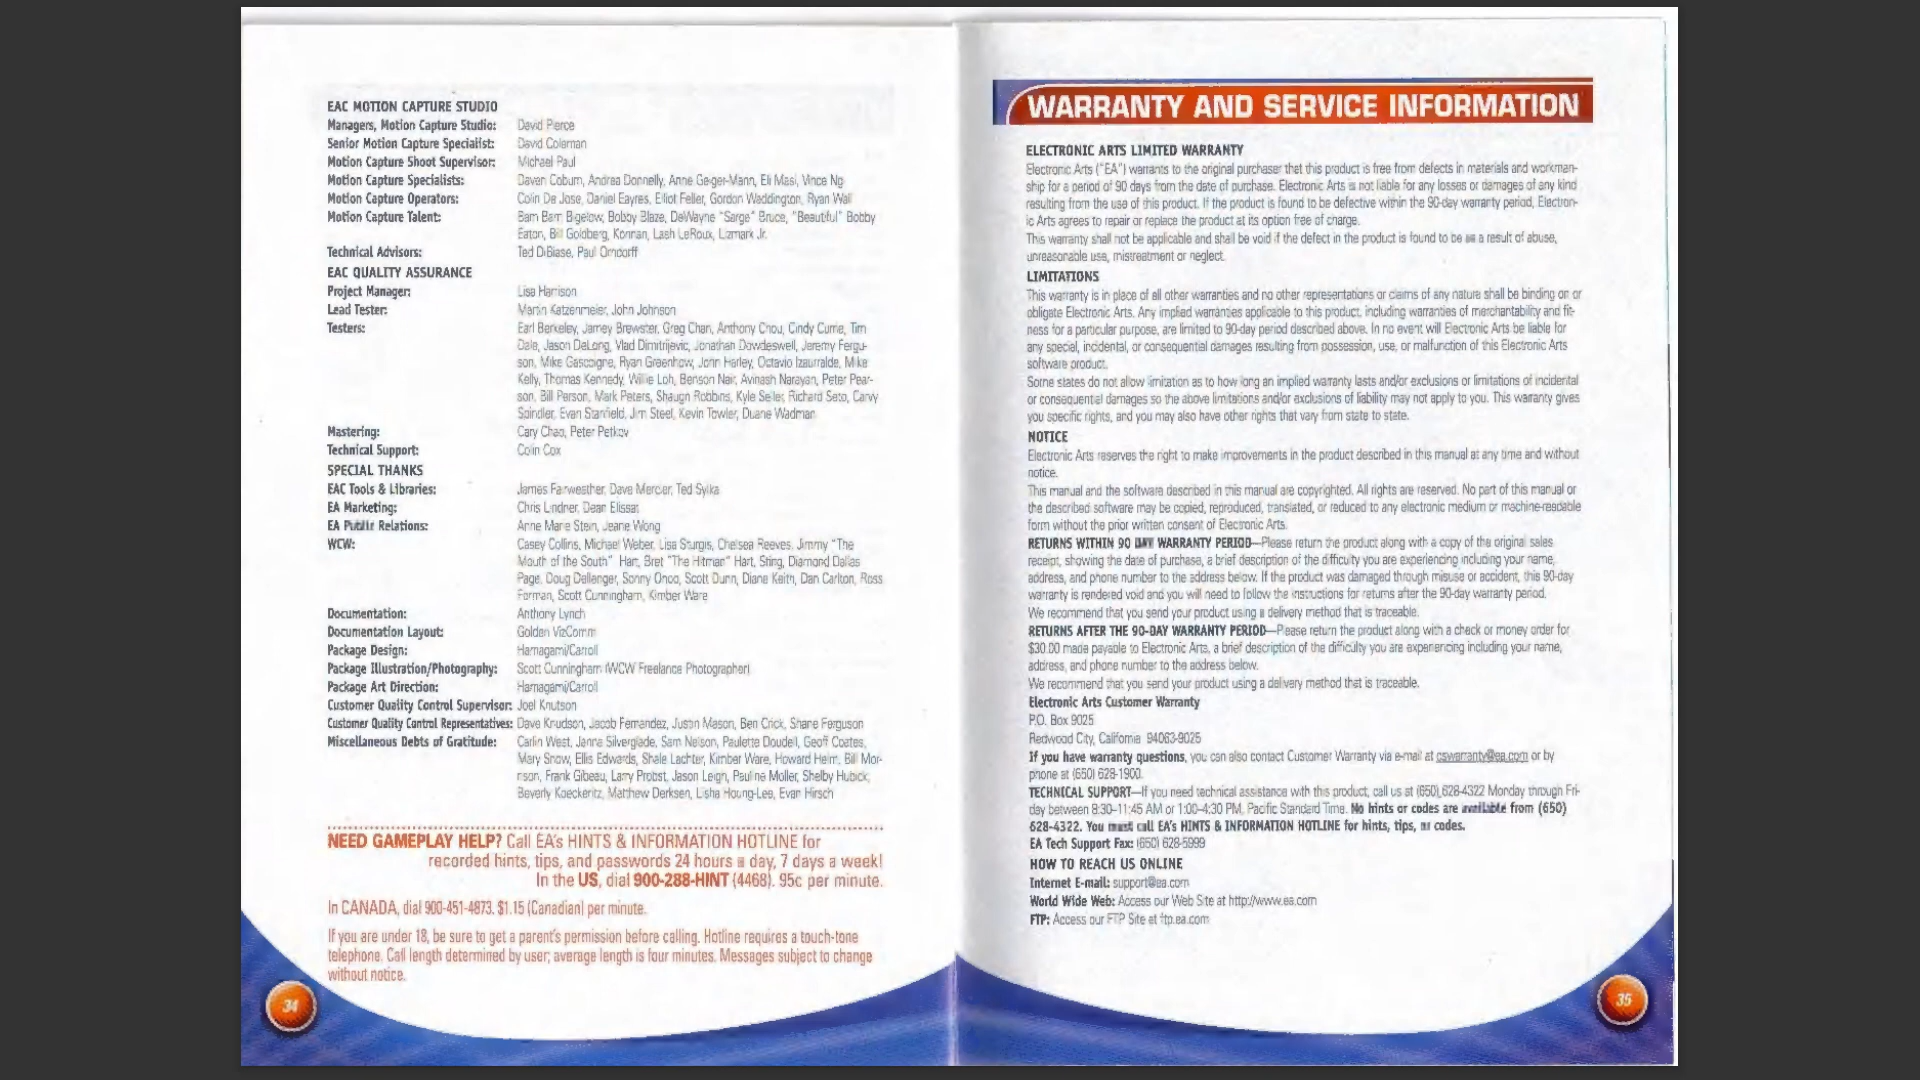 EAC MOTION CAPTURE STUDIO
Managers, Motion Capture Studio: David Pierce
Senior Motion Capture Specialist: David Coleman
Motion Capture Shoot Supervisor: Michael Paul
Motion Capture Specialists: Daven Coburn, Andrea Donnelly, Anne Geiger-Mann, Eli Masi, Vince Ng
Motion Capture Operators: Colin De Jose, Daniel Eayres, Elliot Feller, Gordon Waddington, Ryan Wall
Motion Capture Talent: Bam Bam Bigelow, Bobby Blaze, DeWayne "Sarge" Bruce, "Beautiful" Bobby
Eaton, Bill Goldberg, Konnan, Lash LeRoux, Lizmark Jr.
Technical Advisors: Ted DiBiase, Paul Orndorff
EAC QUALITY ASSURANCE
Project Manager: Lisa Harrison
Lead Tester: Martin Katzenmeier, John Johnson
Testers: Earl Berkeley, Jamey Brewster, Greg Chan, Anthony Chou, Cindy Currie, Tim
Dale, Jason DeLong, Vlad Dimitrijevic, Jonathan Dowdeswell, Jeremy Fergu-
son, Mike Gascoigne, Ryan Greenhow, John Harley, Octavio Izaurralde, Mike
Kelly, Thomas Kennedy, Willie Loh, Benson Nair, Avinash Narayan, Peter Pear-
son, Bill Person, Mark Peters, Shaugn Robbins, Kyle Seller, Richard Seto, Carvy
Spindler, Evan Stanfield, Jim Steel, Kevin Towler, Duane Wadman
Mastering: Cary Chao, Peter Petkov
Technical Support: Colin Cox
SPECIAL THANKS
EAC Tools & Libraries: James Fairweather, Dave Mercier, Ted Sylka
EA Marketing: Chris Lindner, Dean Elissat
EA Public Relations: Anne Marie Stein, Jeane Wong
WCW: Casey Collins, Michael Weber, Lisa Sturgis, Chelsea Reeves, Jimmy "The
Mouth of the South" Hart, Bret "The Hitman" Hart, Sting, Diamond Dallas
Page, Doug Dellenger, Sonny Onoo, Scott Dunn, Diane Keith, Dan Carlton, Ross
Forman, Scott Cunningham, Kimber Ware
Documentation: Anthony Lynch
Documentation Layout: Golden VizComm
Package Design: Hamagami/Carroll
Package Illustration/Photography: Scott Cunningham (WCW Freelance Photographer)
Package Art Direction: Hamagami/Carroll
Customer Quality Control Supervisor: Joel Knutson
Customer Quality Control Representatives: Dave Knudson, Jacob Fernandez, Justin Mason, Ben Crick, Shane Ferguson
Miscellaneous Debts of Gratitude: Carlin West, Janna Silverglade, Sam Nelson, Paulette Doudell, Geoff Coates,
Mary Snow, Ellis Edwards, Shale Lachter, Kimber Ware, Howard Helm, Bill Mor-
rison, Frank Gibeau, Larry Probst, Jason Leigh, Pauline Moller, Shelby Hubick,
Beverly Koeckeritz, Matthew Derksen, Lisha Houng-Lee, Evan Hirsch
NEED GAMEPLAY HELP? Call EA's HINTS & INFORMATION HOTLINE for
recorded hints, tips, and passwords 24 hours a day, 7 days a week!
In the US, dial 900-288-HINT (4468). 95c per minute.
In CANADA, dial 900-451-4873. $1.15 (Canadian) per minute.
If you are under 18, be sure to get a parent's permission before calling. Hotline requires a touch-tone
telephone. Call length determined by user; average length is four minutes. Messages subject to change
without notice.
34
WARRANTY AND SERVICE INFORMATION
ELECTRONIC ARTS LIMITED WARRANTY
Electronic Arts ("EA") warrants to the original purchaser that this product is free from defects in materials and workman-
ship for a period of 90 days from the date of purchase. Electronic Arts is not liable for any losses or damages of any kind
resulting from the use of this product. If the product is found to be defective within the 90-day warranty period, Electron-
ic Arts agrees to repair or replace the product at its option free of charge.
This warranty shall not be applicable and shall be void if the defect in the product is found to be as a result of abuse,
unreasonable use, mistreatment or neglect.
LIMITATIONS
This warranty is in place of all other warranties and no other representations or claims of any nature shall be binding on or
obligate Electronic Arts. Any implied warranties applicable to this product, including warranties of merchantability and fit-
ness for a particular purpose, are limited to 90-day period described above. In no event will Electronic Arts be liable for
any special, incidental, or consequential damages resulting from possession, use, or malfunction of this Electronic Arts
software product.
Some states do not allow limitation as to how long an implied warranty lasts and/or exclusions or limitations of incidental
or consequential damages so the above limitations and/or exclusions of liability may not apply to you. This warranty gives
you specific rights, and you may also have other rights that vary from state to state.
NOTICE
Electronic Arts reserves the right to make improvements in the product described in this manual at any time and without
notice.
This manual and the software described in this manual are copyrighted. All rights are reserved. No part of this manual or
the described software may be copied, reproduced, translated, or reduced to any electronic medium or machine-readable
form without the prior written consent of Electronic Arts.
RETURNS WITHIN 90 DAY WARRANTY PERIOD—Please return the product along with a copy of the original sales
receipt, showing the date of purchase, a brief description of the difficulty you are experiencing including your name,
address, and phone number to the address below. If the product was damaged through misuse or accident, this 90-day
warranty is rendered void and you will need to follow the instructions for returns after the 90-day warranty period.
We recommend that you send your product using a delivery method that is traceable.
RETURNS AFTER THE 90-DAY WARRANTY PERIOD—Please return the product along with a check or money order for
$30.00 made payable to Electronic Arts, a brief description of the difficulty you are experiencing including your name,
address, and phone number to the address below.
We recommend that you send your product using a delivery method that is traceable.
Electronic Arts Customer Warranty
P.O. Box 9025
Redwood City, California 94063-9025
If you have warranty questions, you can also contact Customer Warranty via e-mail at cswarranty@ea.com or by
phone at (650) 628-1900.
TECHNICAL SUPPORT—If you need technical assistance with this product, call us at (650) 628-4322 Monday through Fri-
day between 8:30–11:45 AM or 1:00–4:30 PM, Pacific Standard Time. No hints or codes are available from (650)
628-4322. You must call EA's HINTS & INFORMATION HOTLINE for hints, tips, or codes.
EA Tech Support Fax: (650) 628-5999
HOW TO REACH US ONLINE
Internet E-mail: support@ea.com
World Wide Web: Access our Web Site at http://www.ea.com
FTP: Access our FTP Site at ftp.ea.com
35